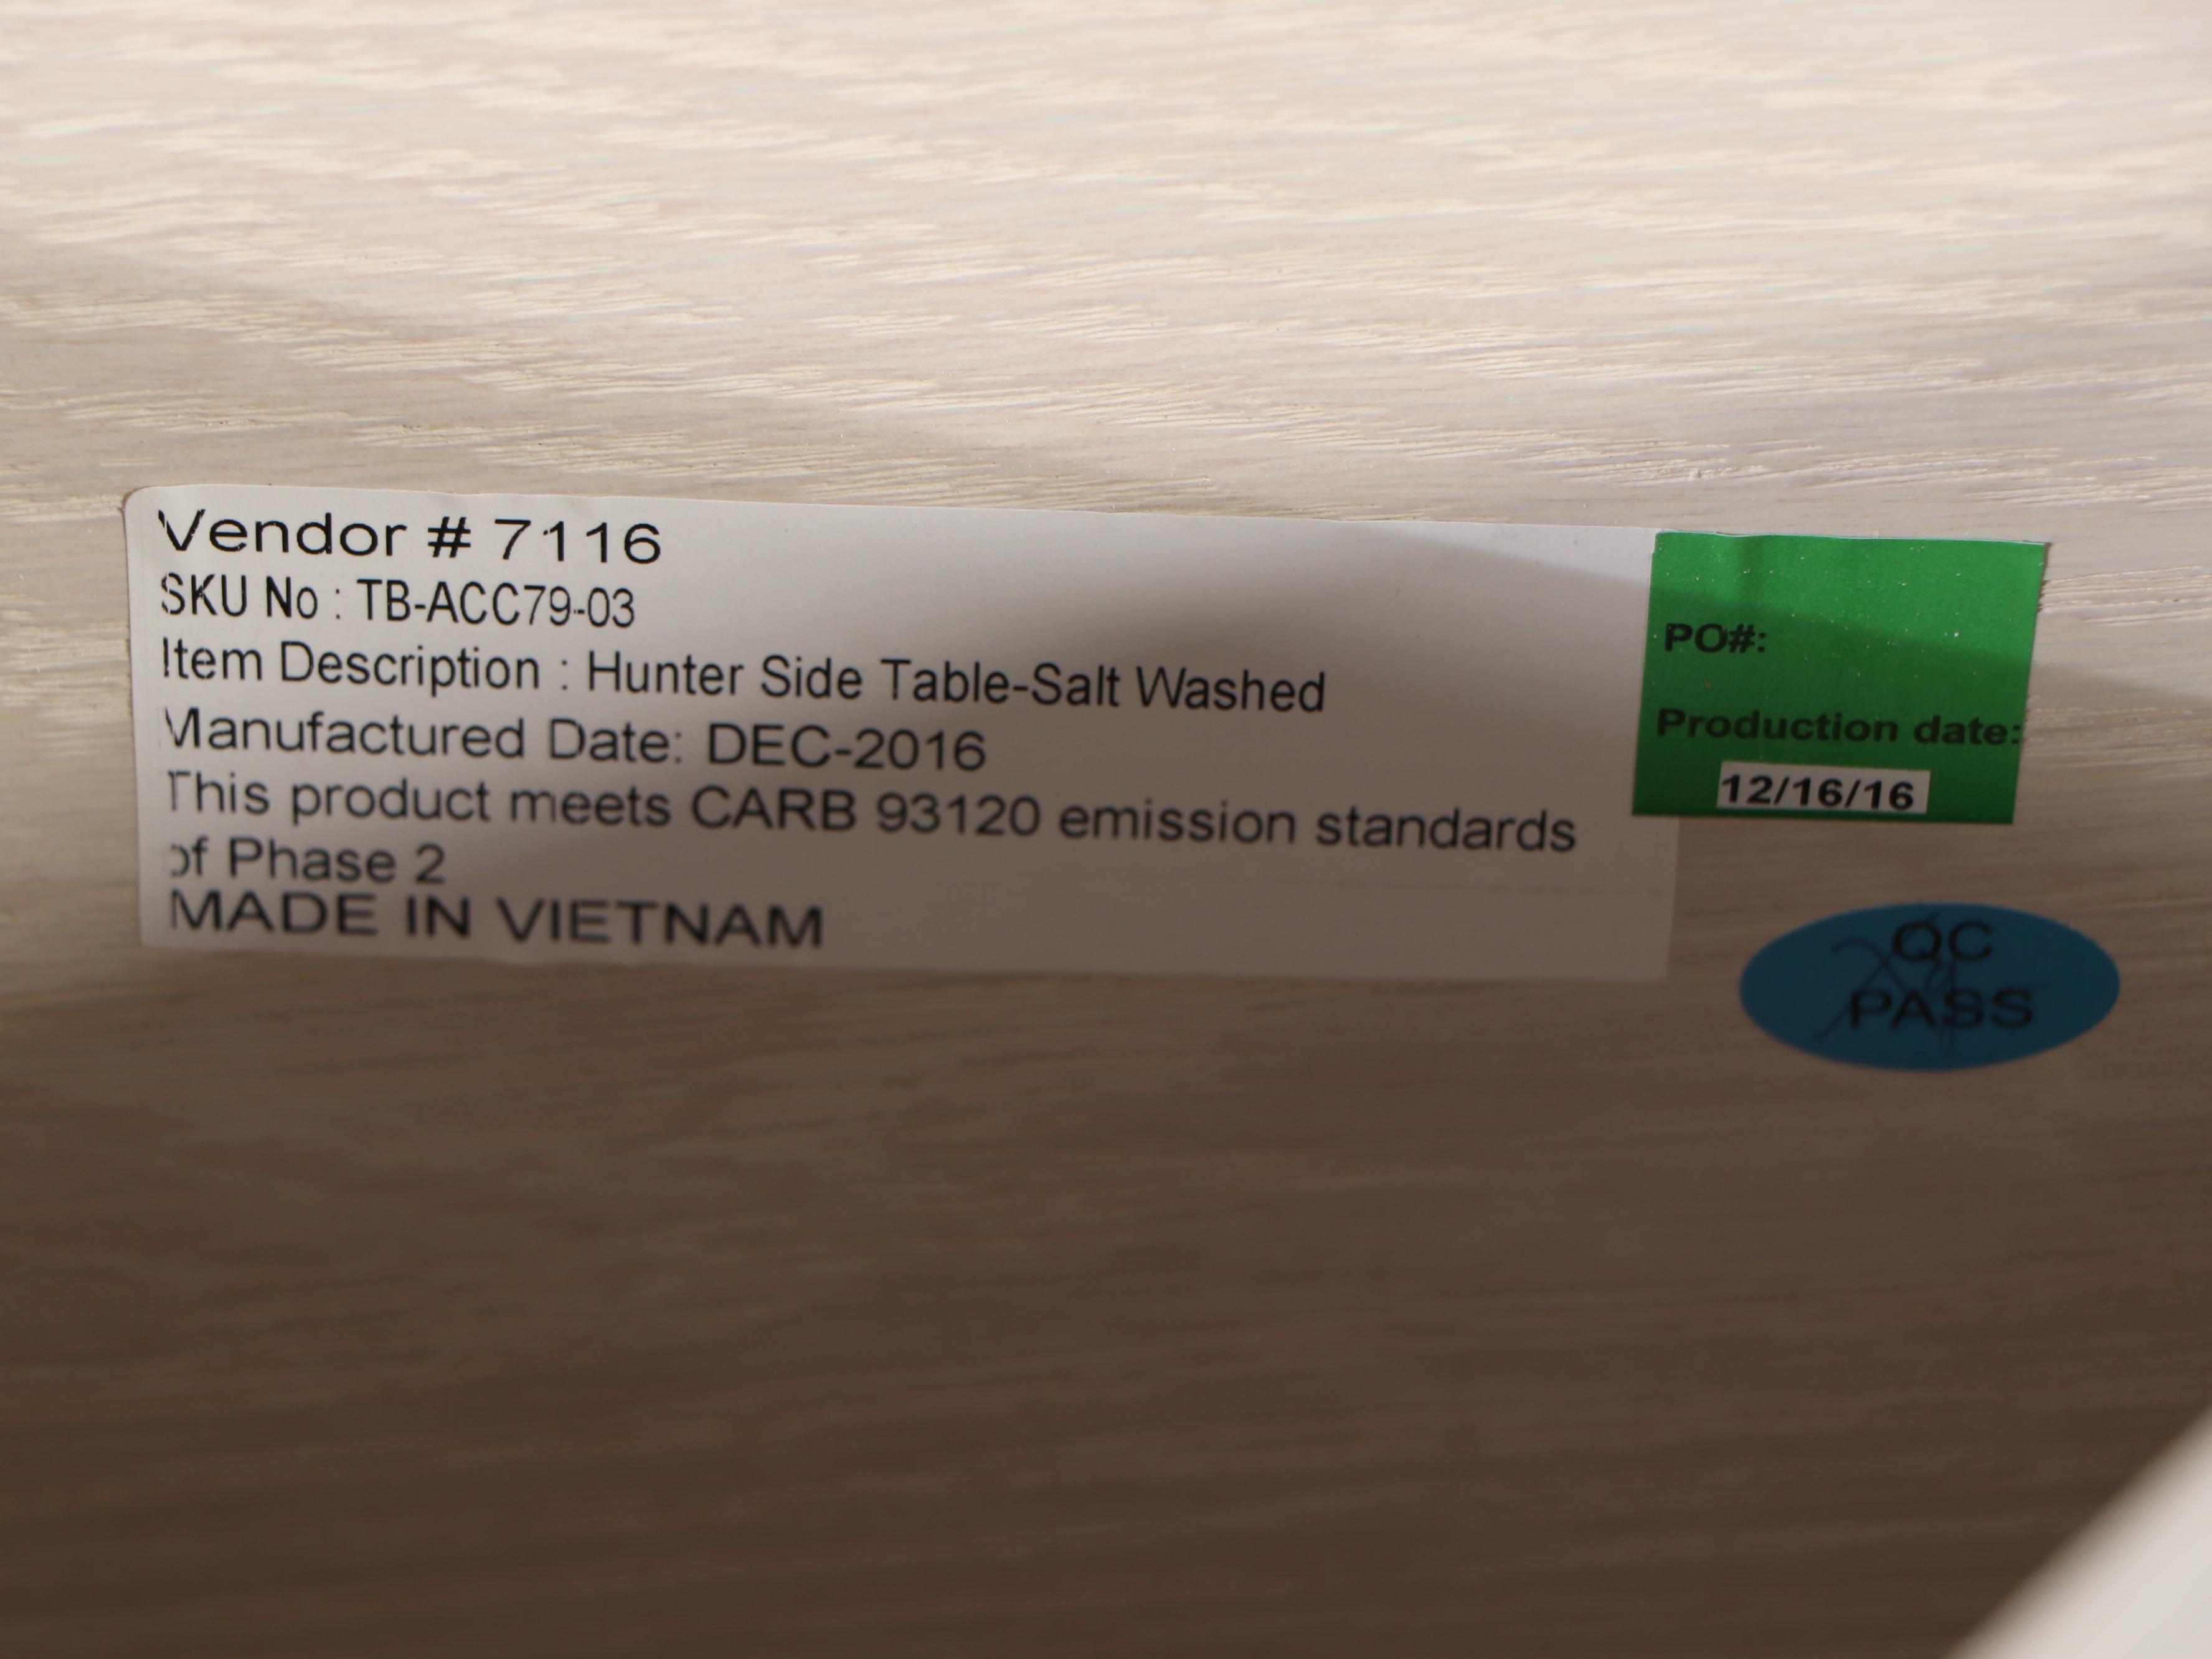 Vendor # 7116
SKU No : TB-ACC79-03
Item Description : Hunter Side Table-Salt Washed
Manufactured Date: DEC-2016
This product meets CARB 93120 emission standards
of Phase 2
MADE IN VIETNAM
PO#:
Production date:
12/16/16
QC
PASS